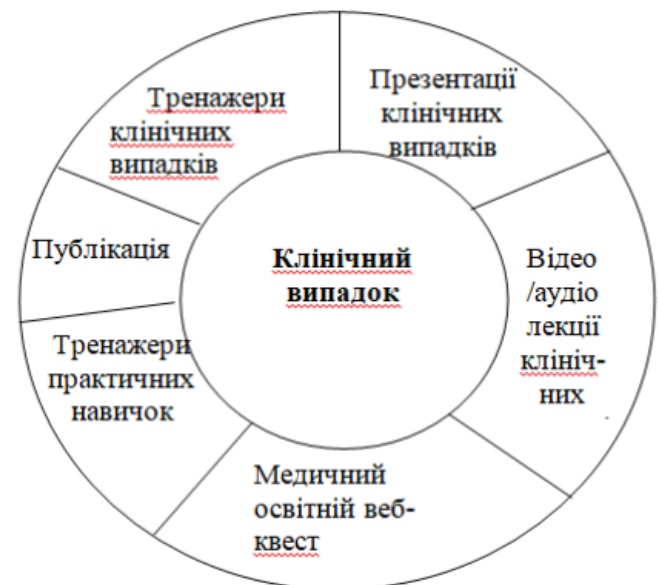 Тренажери
клінічних
випадків
Презентації
клінічних
випадків
Публікація
Клінічний
випадок
Відео
/аудіо
лекції
клініч-
них
Тренажери
практичних
навичок
Медичний
освітній веб-
квест